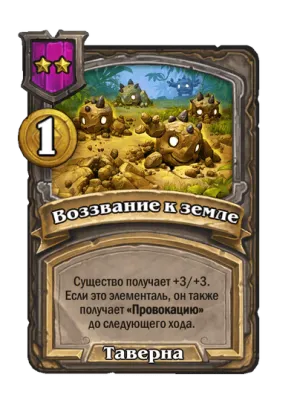 1
Воззвание к земле
Существо получает +3/+3.
Если это элементаль, он также
получает «Провокацию»
до следующего хода.
Таверна